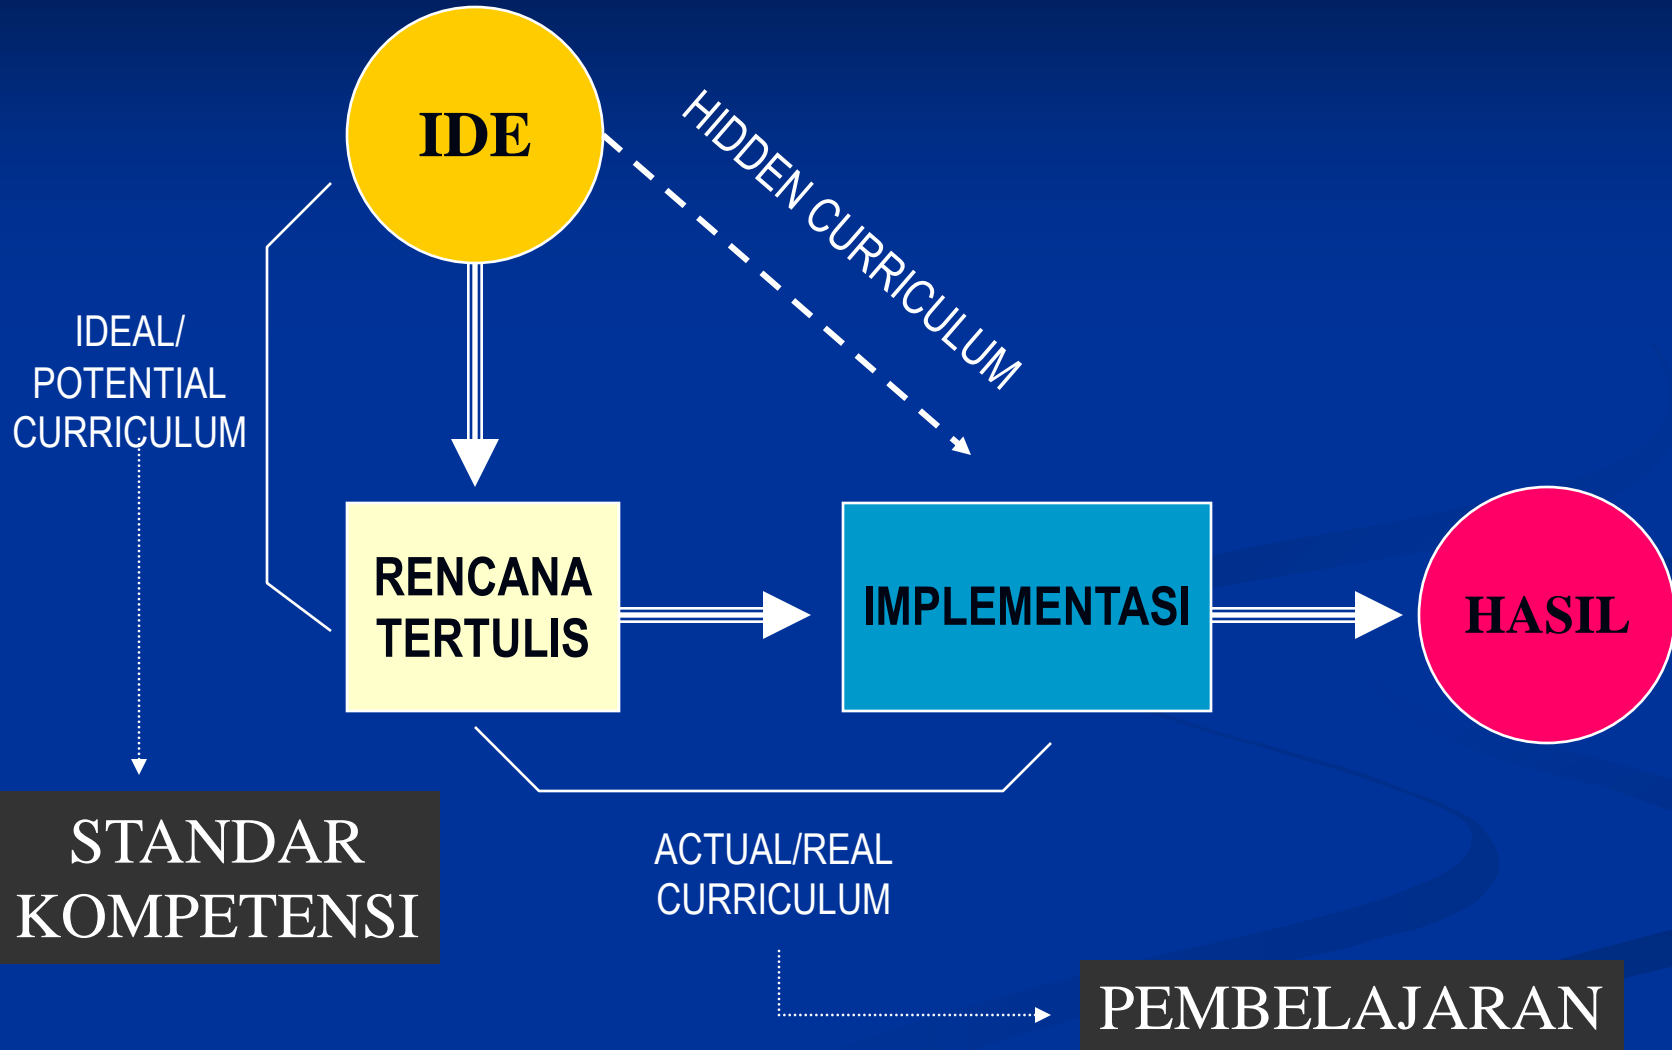 IDE
HIDDEN CURRICULUM
IDEAL/
POTENTIAL
CURRICULUM
RENCANA
TERTULIS
IMPLEMENTASI
HASIL
STANDAR
KOMPETENSI
ACTUAL/REAL
CURRICULUM
PEMBELAJARAN